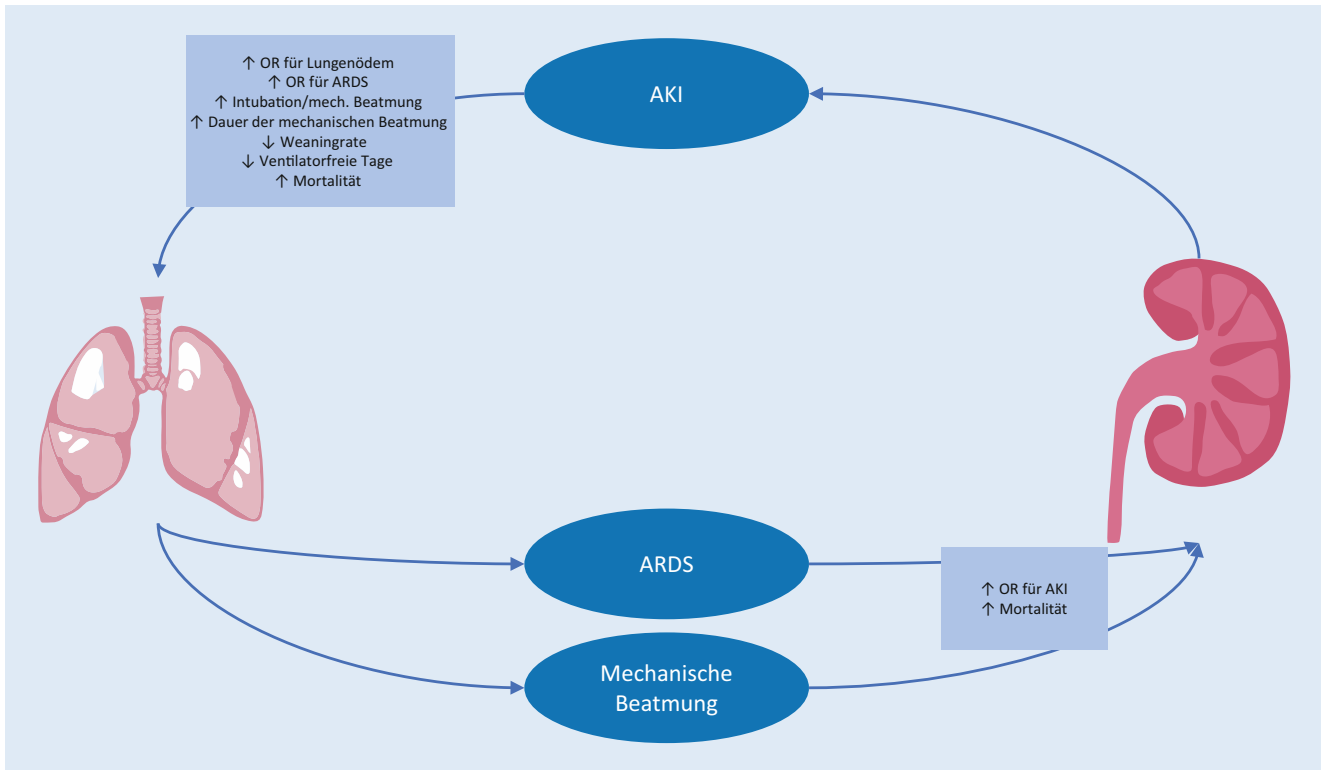 ↑ OR für Lungenödem
↑ OR für ARDS
↑ Intubation/mech. Beatmung
↑ Dauer der mechanischen Beatmung
↓ Weaningrate
↓ Ventilatorfreie Tage
↑ Mortalität
AKI
ARDS
↑ OR für AKI
↑ Mortalität
Mechanische
Beatmung